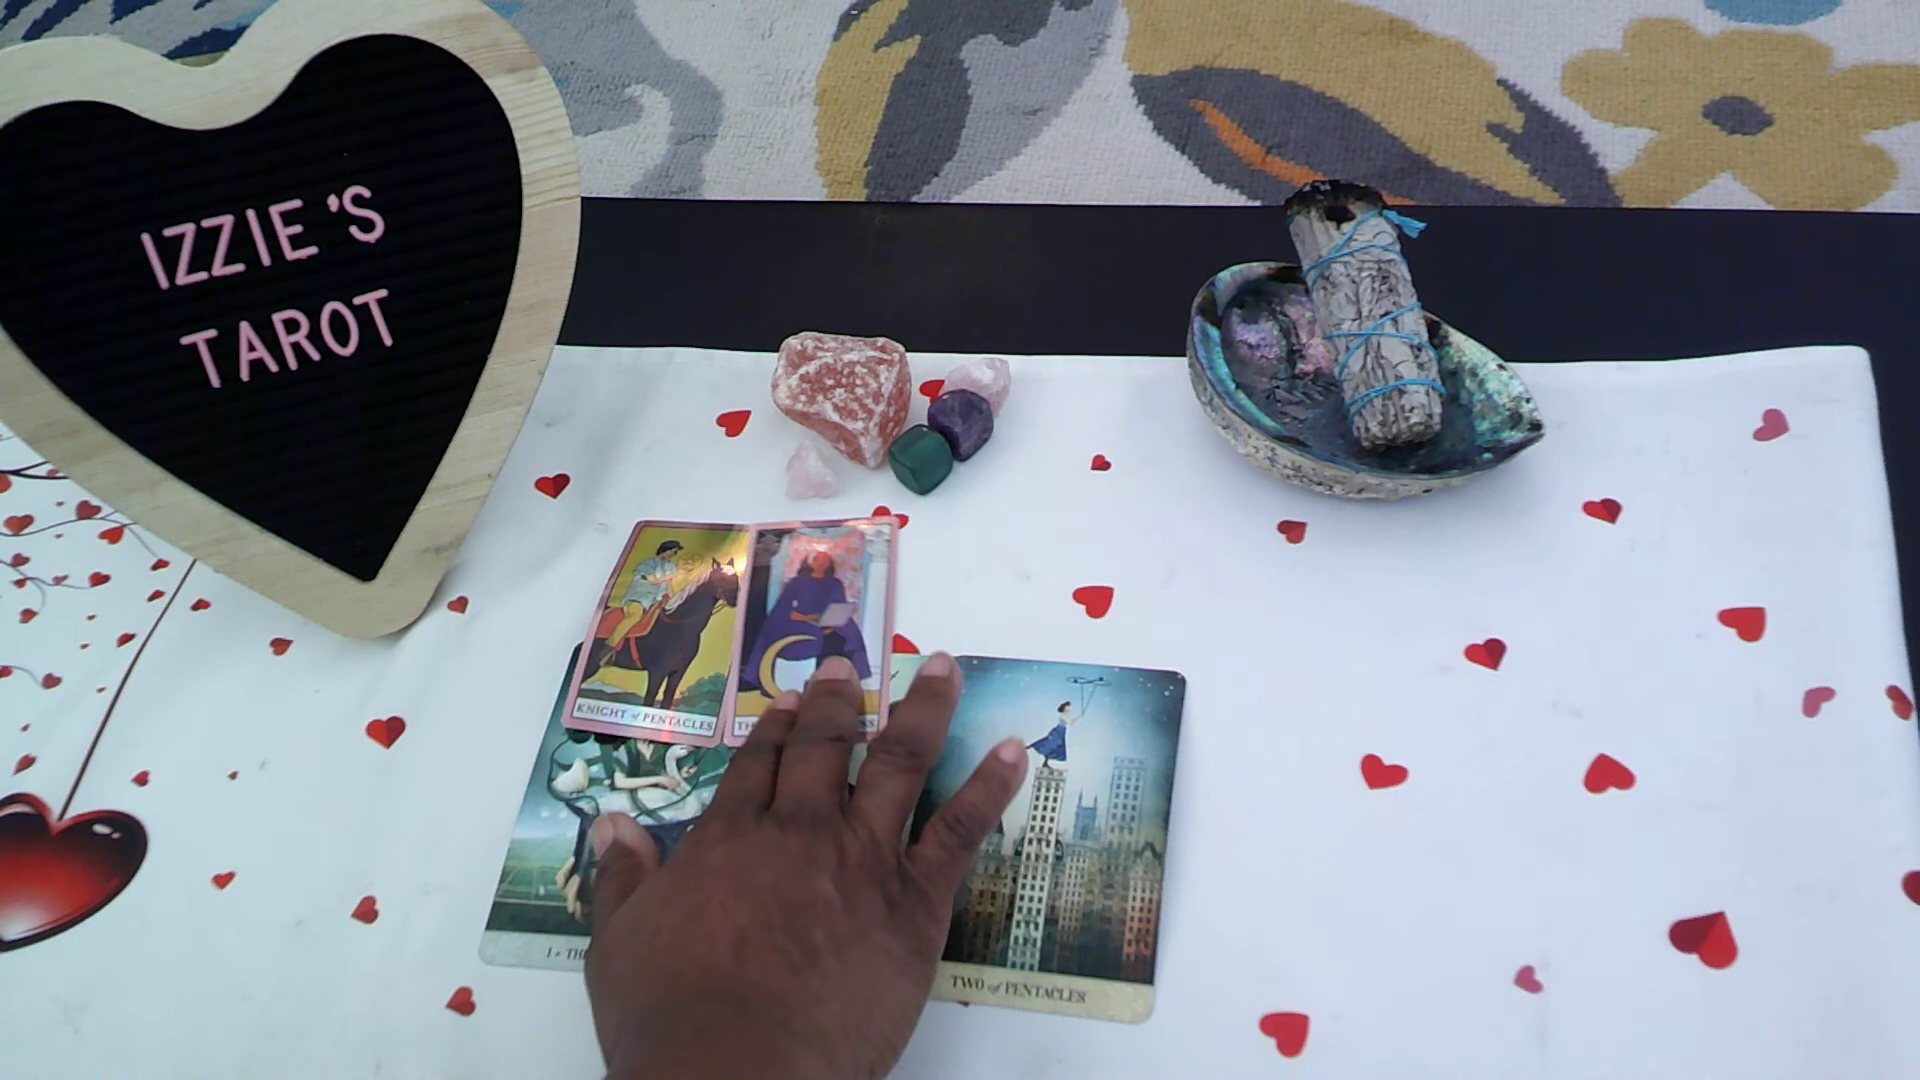 IZZIE'S
TAROT
KNIGHT of PENTACLES
TWO of PENTACLES